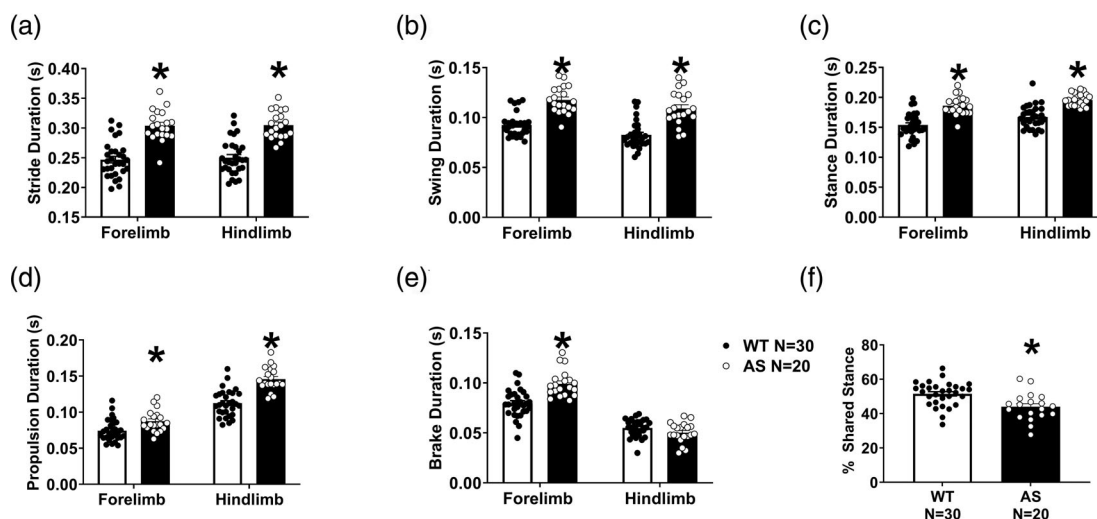 (a)
Stride Duration (s)
0.40
0.35
0.30
0.25
0.20
0.15
*
*
Forelimb
Hindlimb
(b)
Swing Duration (s)
0.15
0.10
0.05
0.00
*
*
Forelimb
Hindlimb
(c)
Stance Duration (s)
0.25
0.20
0.15
0.10
0.05
0.00
*
*
Forelimb
Hindlimb
(d)
Propulsion Duration (s)
0.20
0.15
0.10
0.05
0.00
*
*
Forelimb
Hindlimb
(e)
Brake Duration (s)
0.15
0.10
0.05
0.00
*
Forelimb
Hindlimb
WT N=30
AS N=20
(f)
% Shared Stance
80
60
40
20
0
*
WT
N=30
AS
N=20